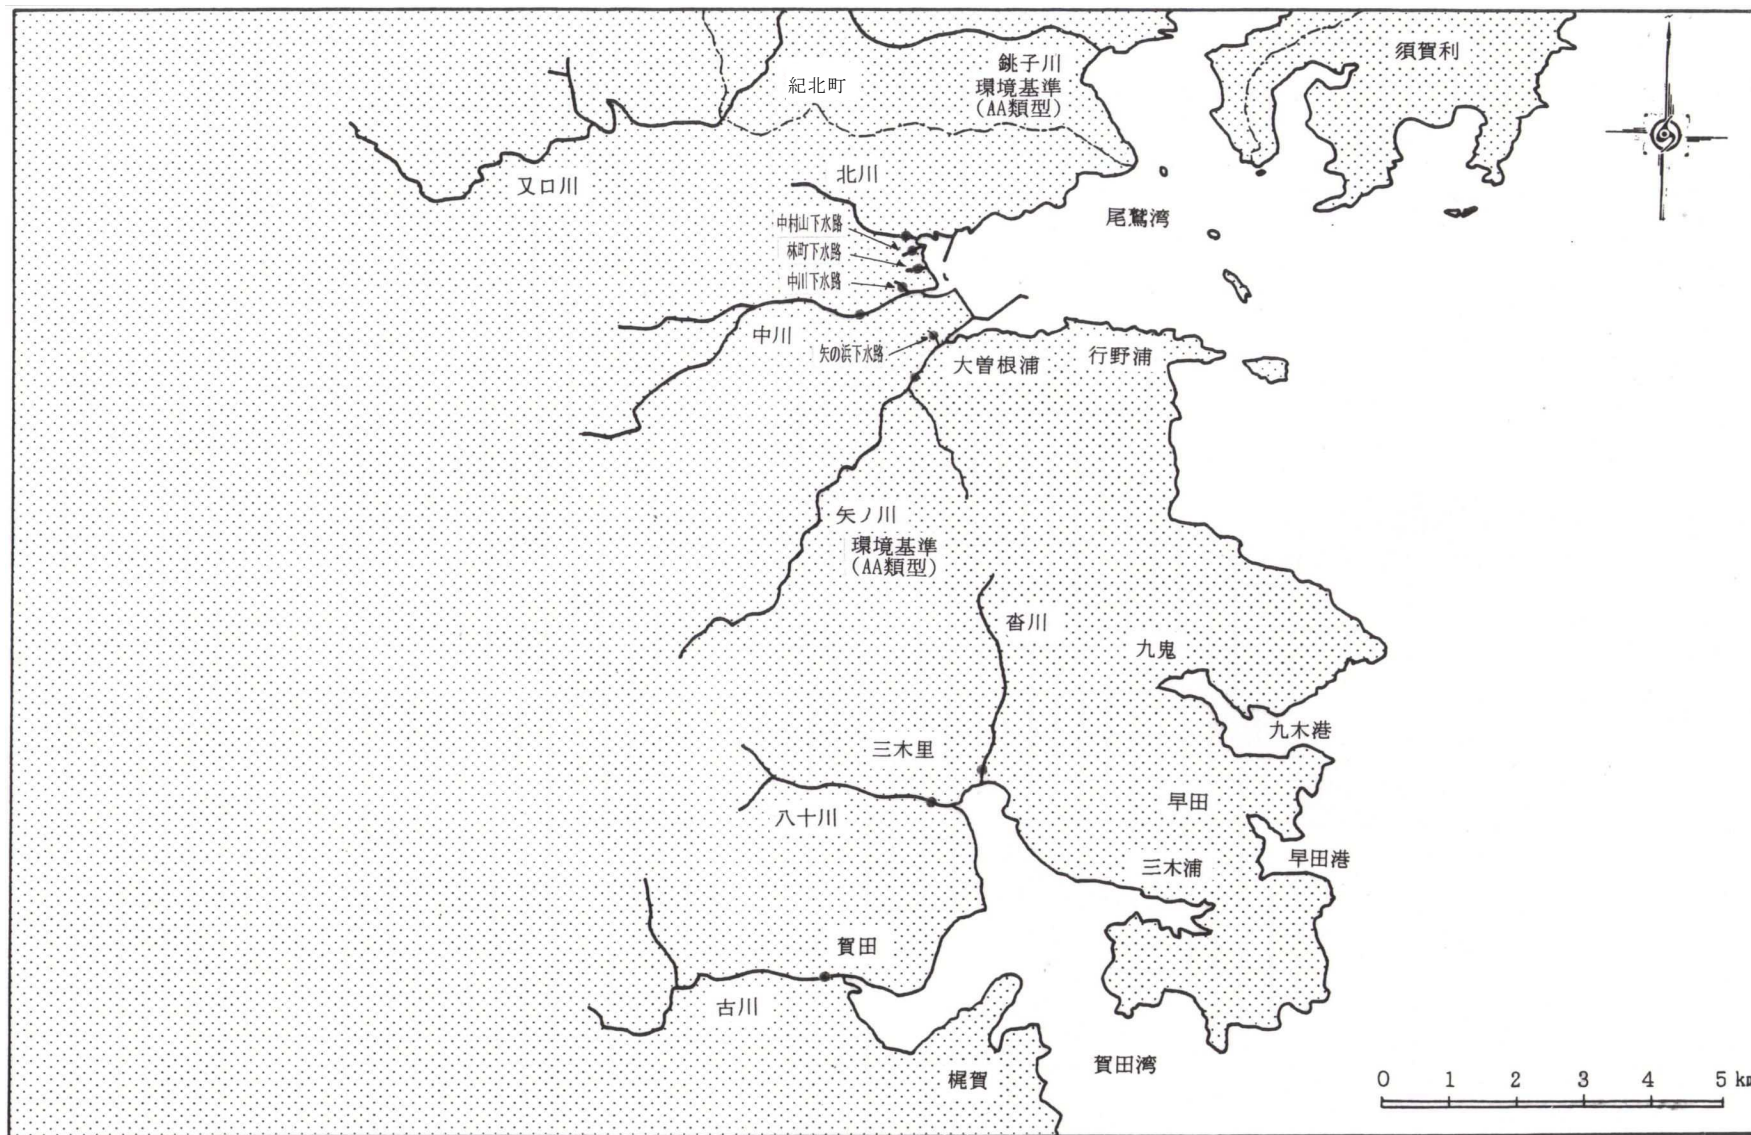 須賀利
銚子川
環境基準
(AA類型)
紀北町
又口川
北川
尾鷲湾
中村山下水路
林町下水路
中川下水路
中川
矢の浜下水路
大曽根浦
行野浦
矢ノ川
環境基準
(AA類型)
沓川
九鬼
九木港
三木里
早田
八十川
早田港
三木浦
賀田
古川
賀田湾
梶賀
0 1 2 3 4 5 km